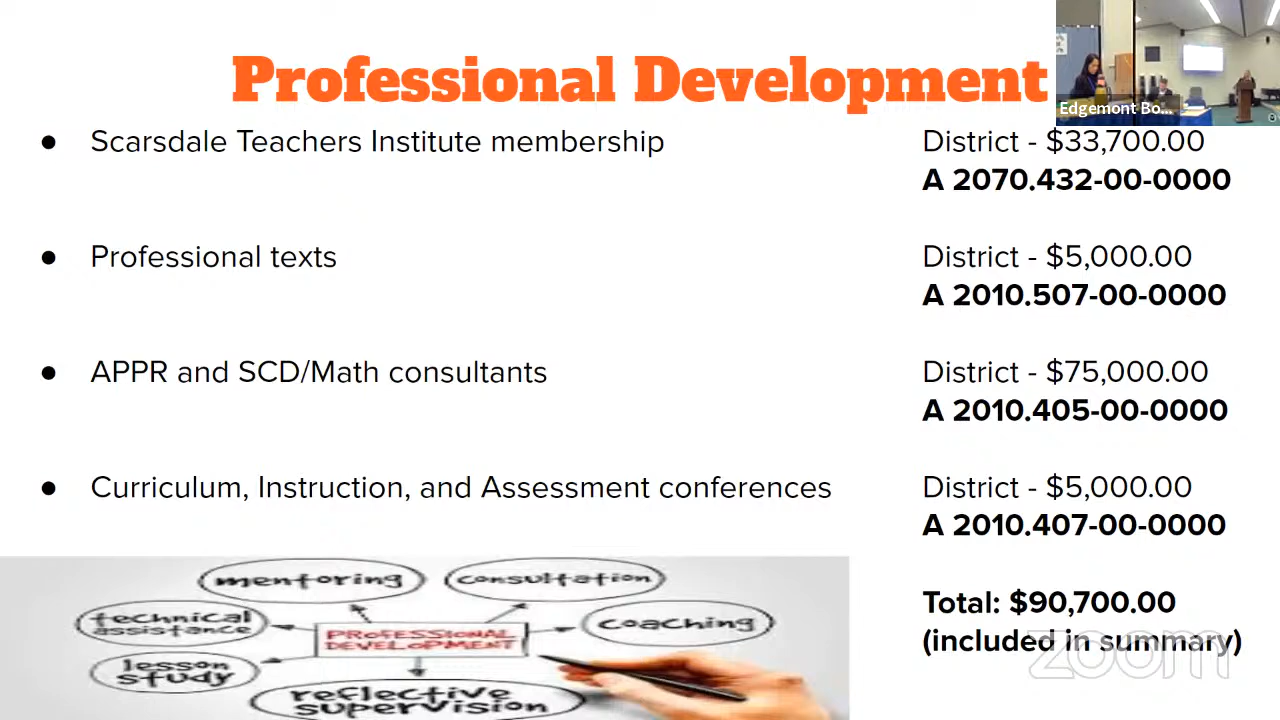 Professional Development
Edgemont Bo...
● Scarsdale Teachers Institute membership
District - $33,700.00
A 2070.432-00-0000
● Professional texts
District - $5,000.00
A 2010.507-00-0000
● APPR and SCD/Math consultants
District - $75,000.00
A 2010.405-00-0000
● Curriculum, Instruction, and Assessment conferences
District - $5,000.00
A 2010.407-00-0000
Total: $90,700.00
(included in summary)
zoom
mentoring
consultation
technical
assistance
PROFESSIONAL
DEVELOPMENT
coaching
lesson
study
reflective
supervision